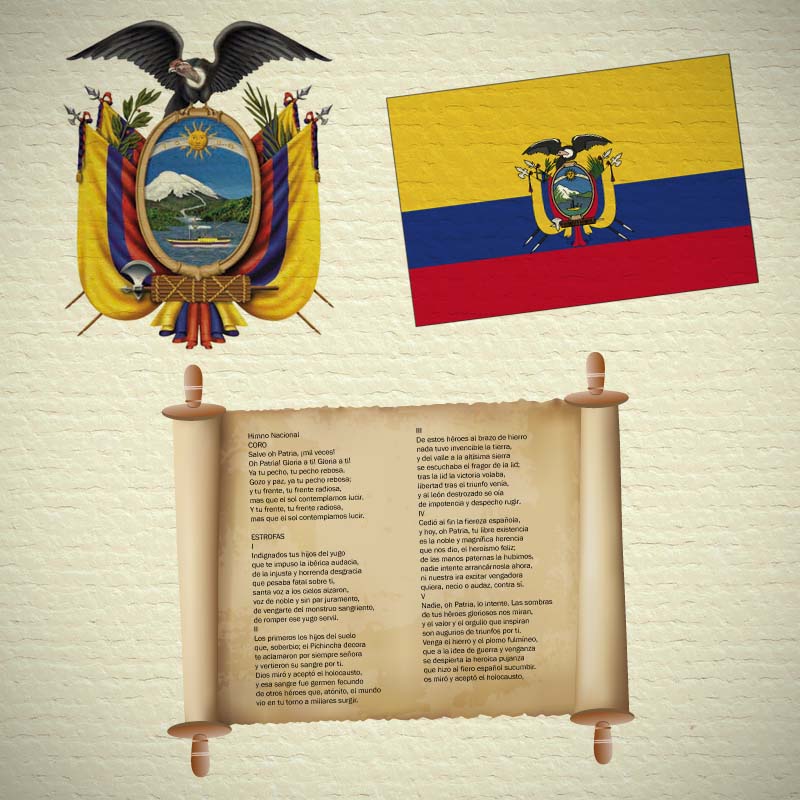 Himno Nacional
CORO
Salve oh Patria, ¡mil veces!
Oh Patria! Gloria a ti! Gloria a ti!
Ya tu pecho, tu pecho rebosa,
Gozo y paz, ya tu pecho rebosa;
y tu frente, tu frente radiosa,
mas que el sol contemplamos lucir.
Y tu frente, tu frente radiosa,
mas que el sol contemplamos lucir.
ESTROFAS
I
Indignados tus hijos del yugo
que te impuso la ibérica audacia,
de la injusta y horrenda desgracia
que pesaba fatal sobre ti,
santa voz a los cielos alzaron,
voz de noble y sin par juramento,
de vengarte del monstruo sangriento,
de romper ese yugo servil.
II
Los primeros los hijos del suelo
que, soberbio; el Pichincha decora
te aclamaron por siempre señora
y vertieron su sangre por ti.
Dios miró y aceptó el holocausto,
y esa sangre fue germen fecundo
de otros héroes que, atónito, el mundo
vio en tu torno a millares surgir.
III
De estos héroes al brazo de hierro
nada tuvo invencible la tierra,
y del valle a la altísima sierra
se escuchaba el fragor de la lid;
tras la lid la victoria volaba,
libertad tras el triunfo venía,
y al león destrozado se oía
de impotencia y despecho rugir.
IV
Cedió al fin la fiereza española,
y hoy, oh Patria, tu libre existencia
es la noble y magnífica herencia
que nos dio, el heroísmo feliz;
de las manos paternas la hubimos,
nadie intente arrancárnosla ahora,
ni nuestra ira excitar vengadora
quiera, necio o audaz, contra si.
V
Nadie, oh Patria, lo intente. Las sombras
de tus héroes gloriosos nos miran,
y el valor y el orgullo que inspiran
son augurios de triunfos por ti.
Venga el hierro y el plomo fulmíneo,
que a la idea de guerra y venganza
se despierta la heroica pujanza
que hizo al fiero español sucumbir.
os miró y aceptó el holocausto,